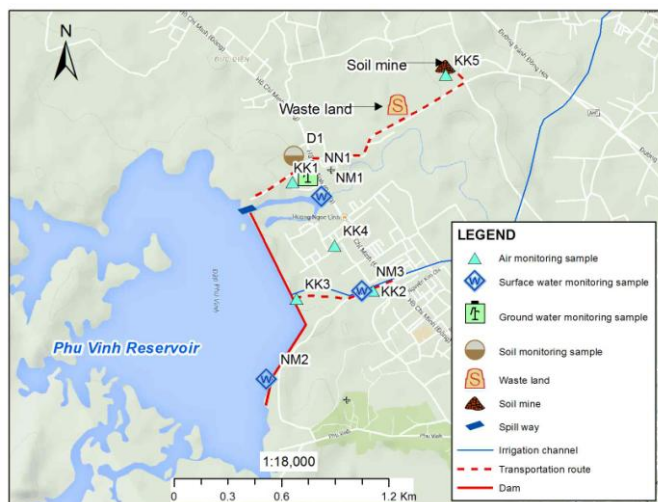 N
Soil mine
KK5
Waste land
D1
NN1
KK1
NM1
KK4
NM3
KK3
KK2
Phu Vinh Reservoir
NM2
1:18,000
0 0.3 0.6 1.2 Km
LEGEND
Air monitoring sample
Surface water monitoring sample
Ground water monitoring sample
Soil monitoring sample
Waste land
Soil mine
Spill way
Irrigation channel
Transportation route
Dam
S
W
W
W
W
S